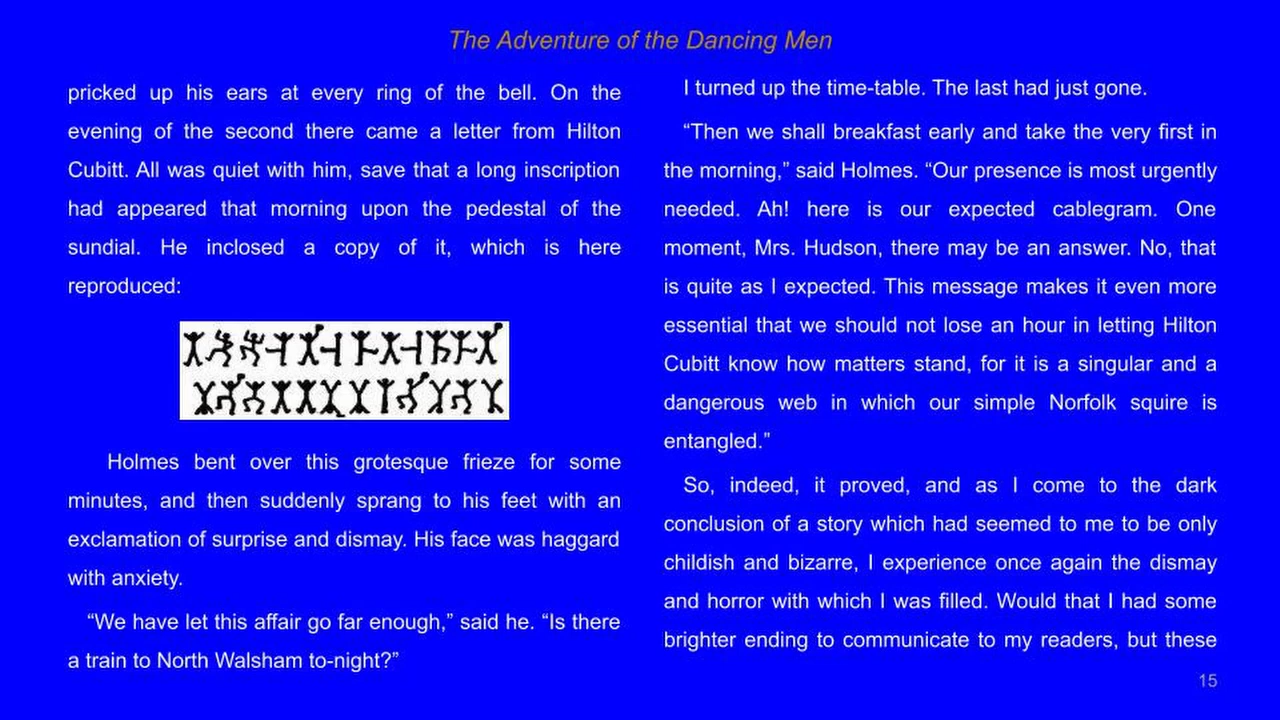 The Adventure of the Dancing Men
pricked up his ears at every ring of the bell. On the
evening of the second there came a letter from Hilton
Cubitt. All was quiet with him, save that a long inscription
had appeared that morning upon the pedestal of the
sundial. He inclosed a copy of it, which is here
reproduced:
Holmes bent over this grotesque frieze for some
minutes, and then suddenly sprang to his feet with an
exclamation of surprise and dismay. His face was haggard
with anxiety.
“We have let this affair go far enough,” said he. “Is there
a train to North Walsham to-night?”
I turned up the time-table. The last had just gone.
“Then we shall breakfast early and take the very first in
the morning,” said Holmes. “Our presence is most urgently
needed. Ah! here is our expected cablegram. One
moment, Mrs. Hudson, there may be an answer. No, that
is quite as I expected. This message makes it even more
essential that we should not lose an hour in letting Hilton
Cubitt know how matters stand, for it is a singular and a
dangerous web in which our simple Norfolk squire is
entangled.”
So, indeed, it proved, and as I come to the dark
conclusion of a story which had seemed to me to be only
childish and bizarre, I experience once again the dismay
and horror with which I was filled. Would that I had some
brighter ending to communicate to my readers, but these
15